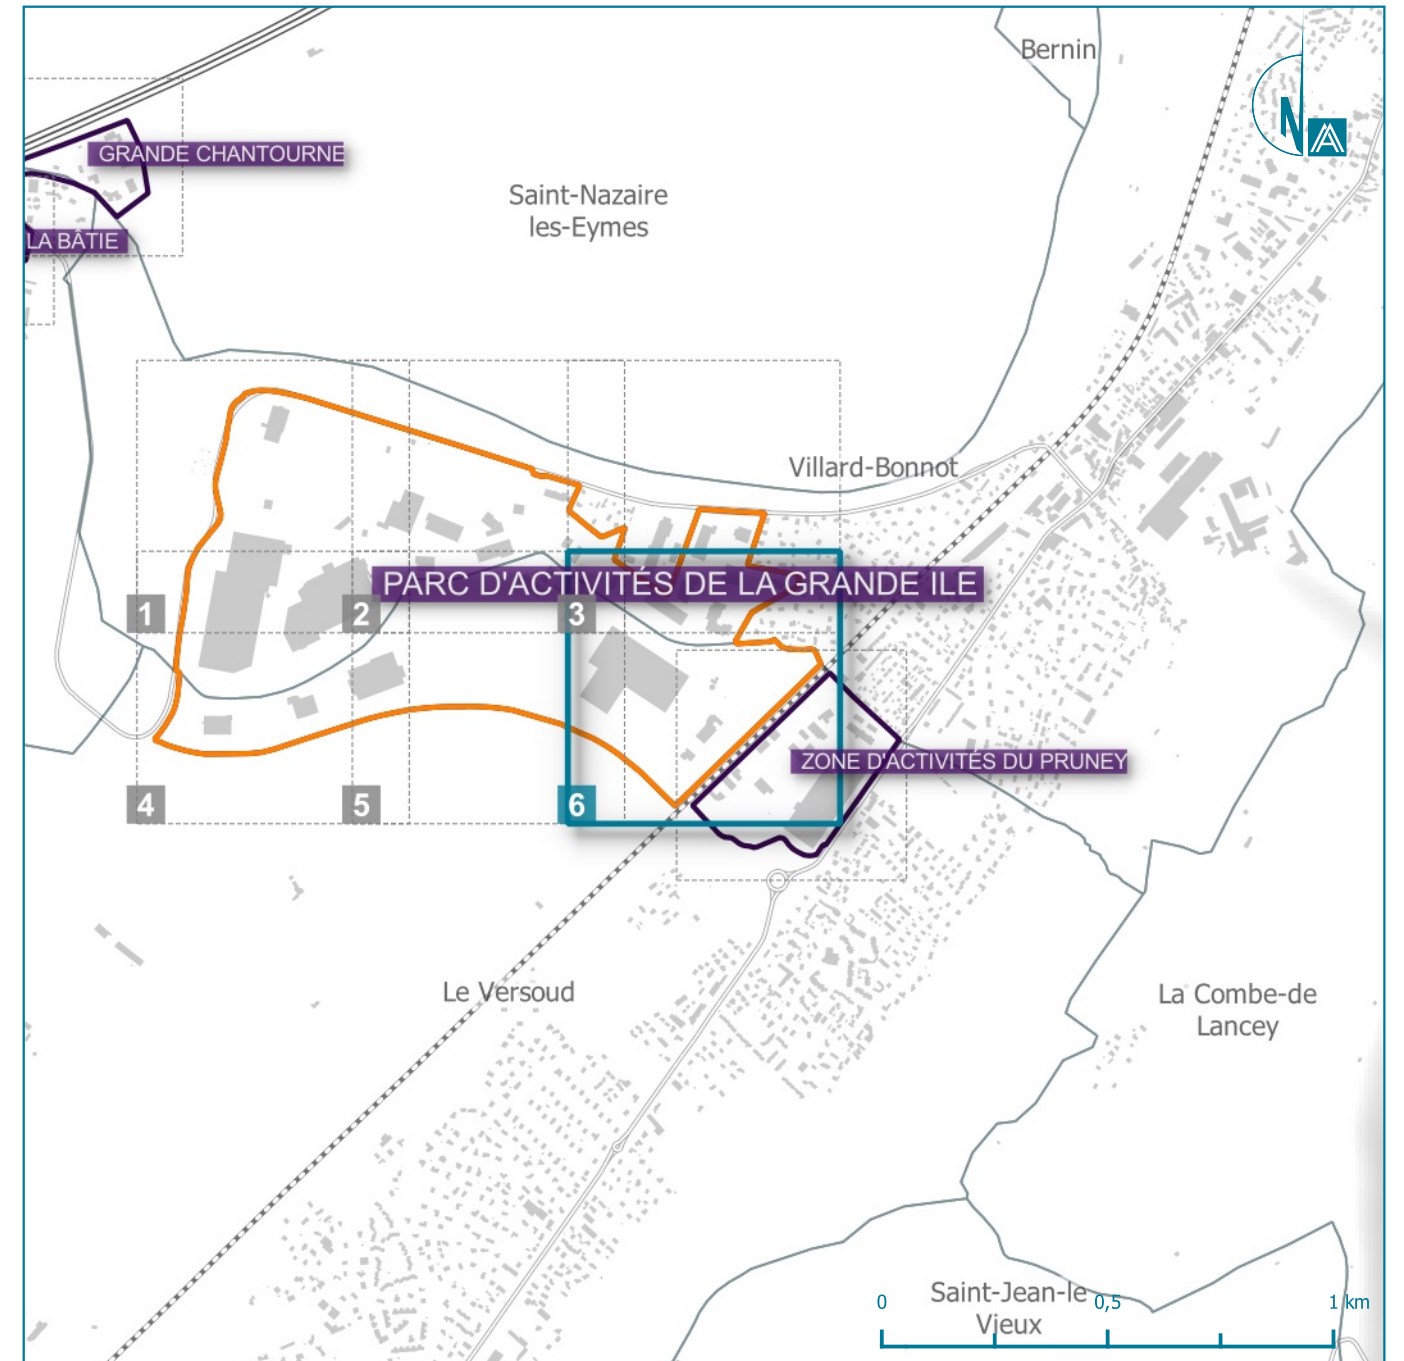 Bernin
N
GRANDE CHANTOURNE
Saint-Nazaire
les-Eymes
LA BÂTIE
Villard-Bonnot
PARC D'ACTIVITÉS DE LA GRANDE ILE
1
2
3
ZONE D'ACTIVITÉS DU PRUNEY
4
5
6
Le Versoud
La Combe-de
Lancey
Saint-Jean-le
Vieux
0
0,5
1 km